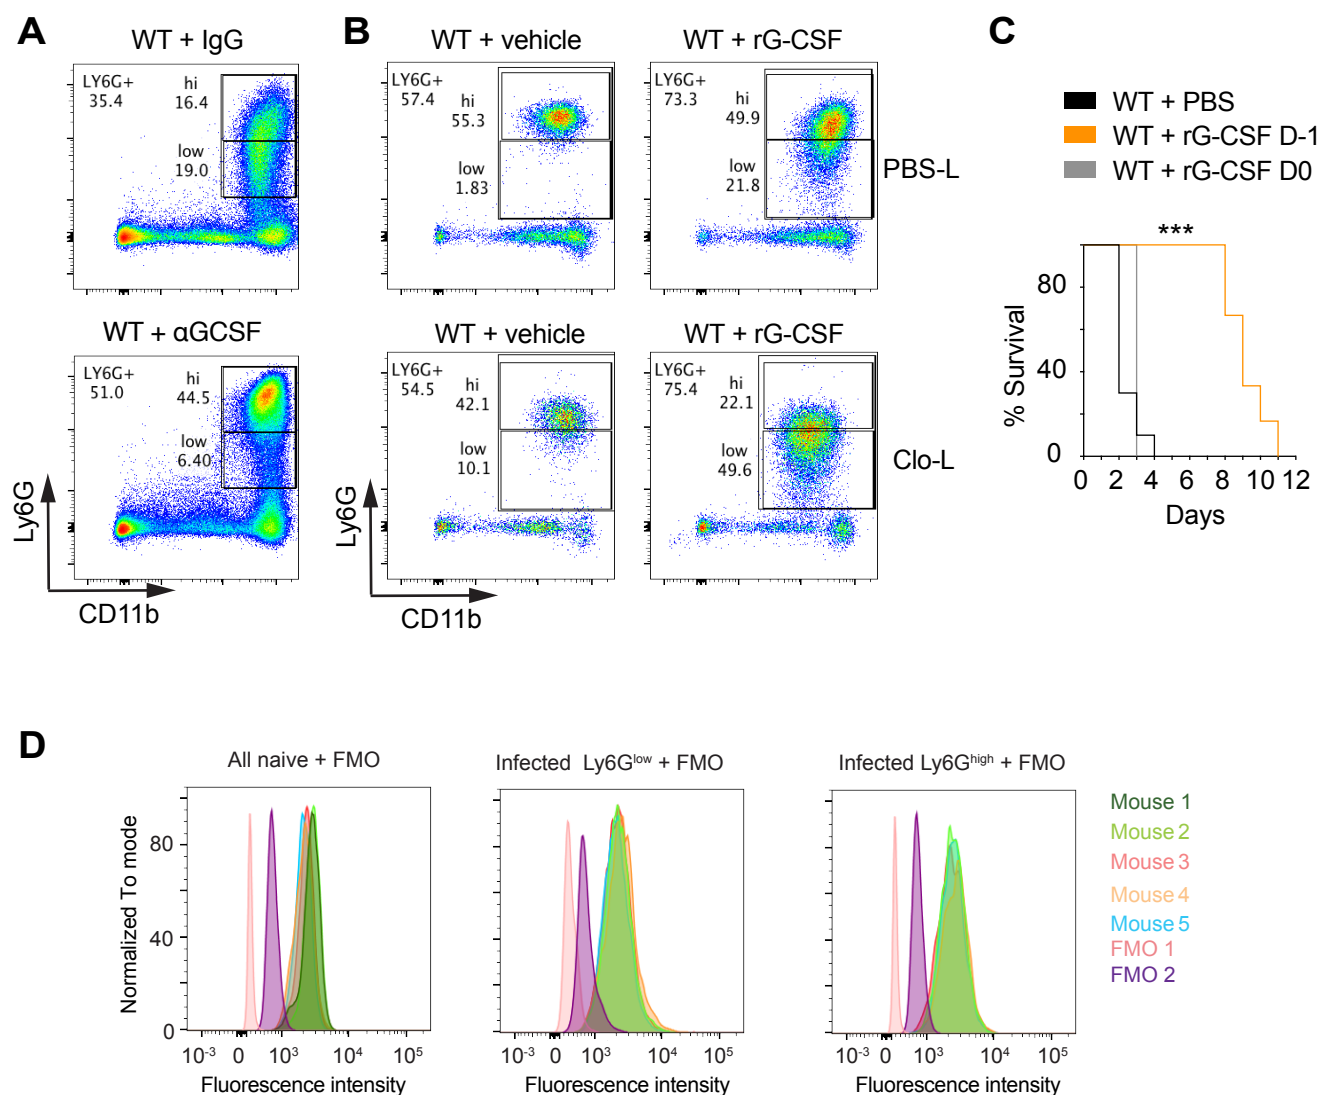 A
WT + IgG
LY6G+
35.4
hi
16.4
low
19.0
WT + αGCSF
LY6G+
51.0
hi
44.5
low
6.40
Ly6G
CD11b
B
WT + vehicle
LY6G+
57.4
hi
55.3
low
1.83
WT + rG-CSF
LY6G+
73.3
hi
49.9
low
21.8
PBS-L
WT + vehicle
LY6G+
54.5
hi
42.1
low
10.1
WT + rG-CSF
LY6G+
75.4
hi
22.1
low
49.6
Clo-L
Ly6G
CD11b
C
WT + PBS
WT + rG-CSF D-1
WT + rG-CSF D0
***
80
40
0
% Survival
0 2 4 6 8 10 12
Days
D
All naive + FMO
Normalized To mode
80
40
0
10⁻³ 0 10³ 10⁴ 10⁵
Fluorescence intensity
Infected Ly6Gˡᵒʷ + FMO
10⁻³ 0 10³ 10⁴ 10⁵
Fluorescence intensity
Infected Ly6Gʰⁱᵍʰ + FMO
10⁻³ 0 10³ 10⁴ 10⁵
Fluorescence intensity
Mouse 1
Mouse 2
Mouse 3
Mouse 4
Mouse 5
FMO 1
FMO 2